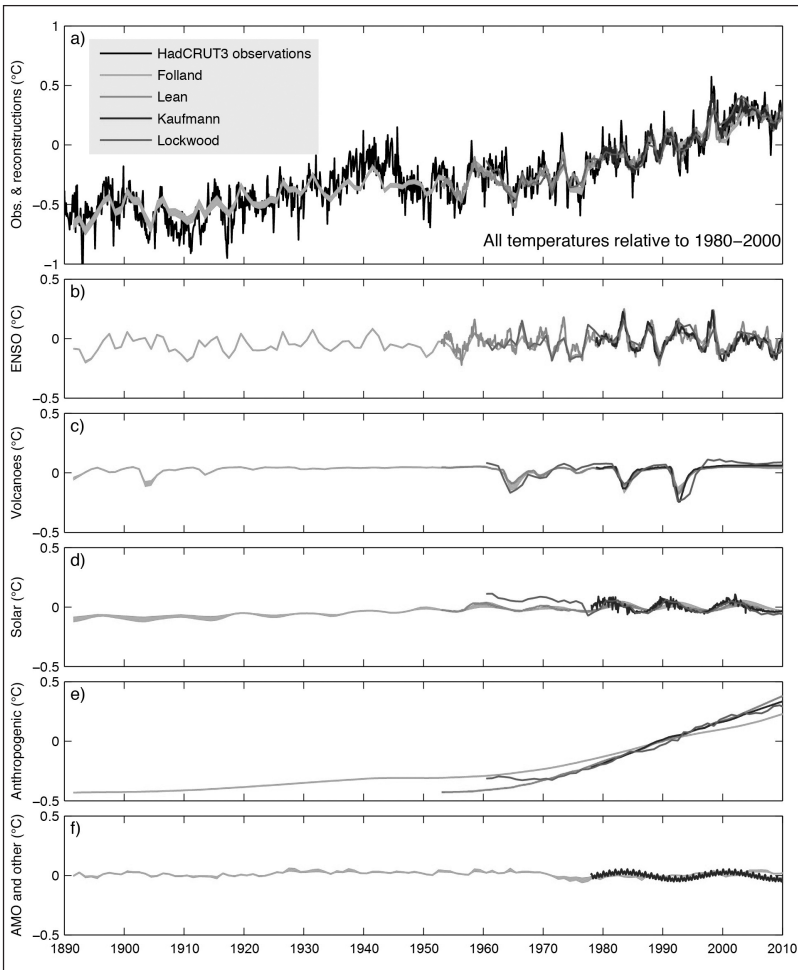 a)
HadCRUT3 observations
Folland
Lean
Kaufmann
Lockwood
All temperatures relative to 1980–2000
Obs. & reconstructions (°C)
1
0.5
0
−0.5
−1
b)
ENSO (°C)
0.5
0
−0.5
c)
Volcanoes (°C)
0.5
0
−0.5
d)
Solar (°C)
0.5
0
−0.5
e)
Anthropogenic (°C)
0.5
0
−0.5
f)
AMO and other (°C)
0.5
0
−0.5
1890 1900 1910 1920 1930 1940 1950 1960 1970 1980 1990 2000 2010